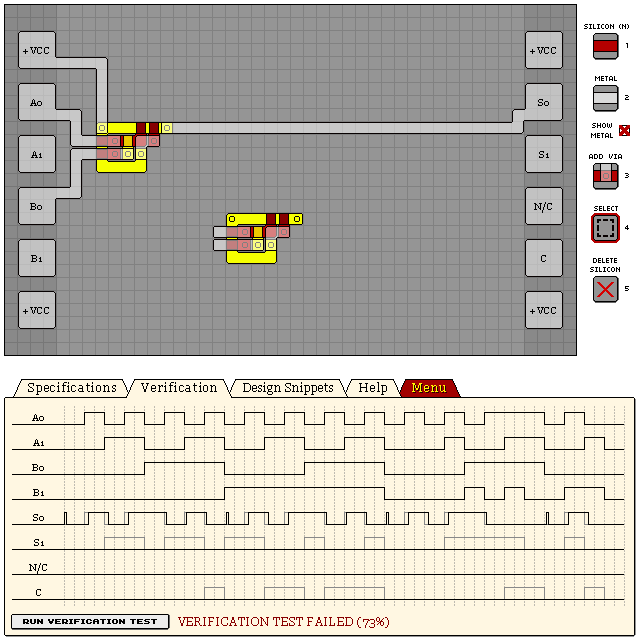 SILICON (N)
1
+VCC
+VCC
METAL
2
A0
S0
SHOW METAL
A1
S1
ADD VIA
3
B0
N/C
SELECT
4
B1
C
DELETE SILICON
5
+VCC
+VCC
Specifications
Verification
Design Snippets
Help
Menu
A0
A1
B0
B1
S0
S1
N/C
C
RUN VERIFICATION TEST
VERIFICATION TEST FAILED (73%)